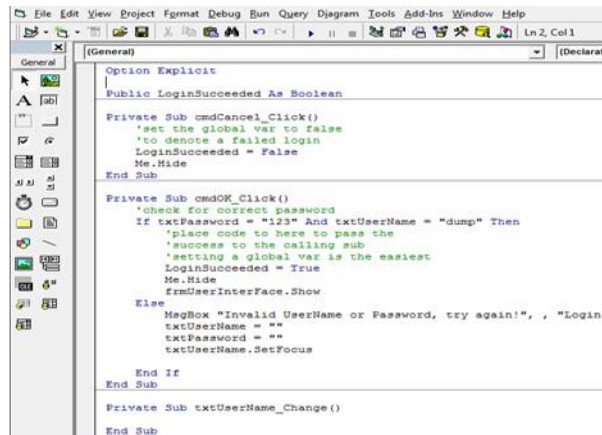 File Edit View Project Format Debug Run Query Diagram Tools Add-Ins Window Help
Ln 2, Col 1
General
(General)
(Declarat
Option Explicit
Public LoginSucceeded As Boolean
Private Sub cmdCancel_Click()
'set the global var to false
'to denote a failed login
LoginSucceeded = False
Me.Hide
End Sub
Private Sub cmdOK_Click()
'check for correct password
If txtPassword = "123" And txtUserName = "dump" Then
'place code to here to pass the
'success to the calling sub
'setting a global var is the easiest
LoginSucceeded = True
Me.Hide
frmUserInterFace.Show
Else
MsgBox "Invalid UserName or Password, try again!", , "Login
txtUserName = ""
txtPassword = ""
txtUserName.SetFocus
End If
End Sub
Private Sub txtUserName_Change()
End Sub